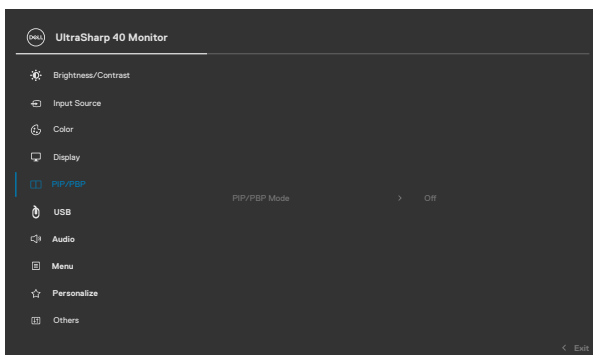 DELL
UltraSharp 40 Monitor
Brightness/Contrast
Input Source
Color
Display
PIP/PBP
PIP/PBP Mode > Off
USB
Audio
Menu
Personalize
Others
< Exit